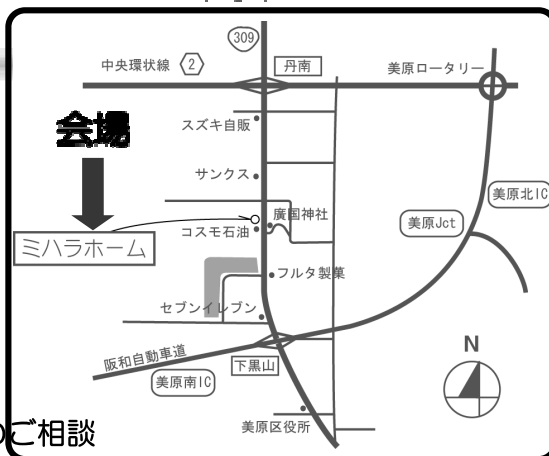 309
中央環状線 2
丹南
美原ロータリー
スズキ自販
会場
サンクス
美原北IC
廣国神社
美原Jct
コスモ石油
ミハラホーム
フルタ製菓
セブンイレブン
N
阪和自動車道
下黒山
美原南IC
美原区役所
のご相談